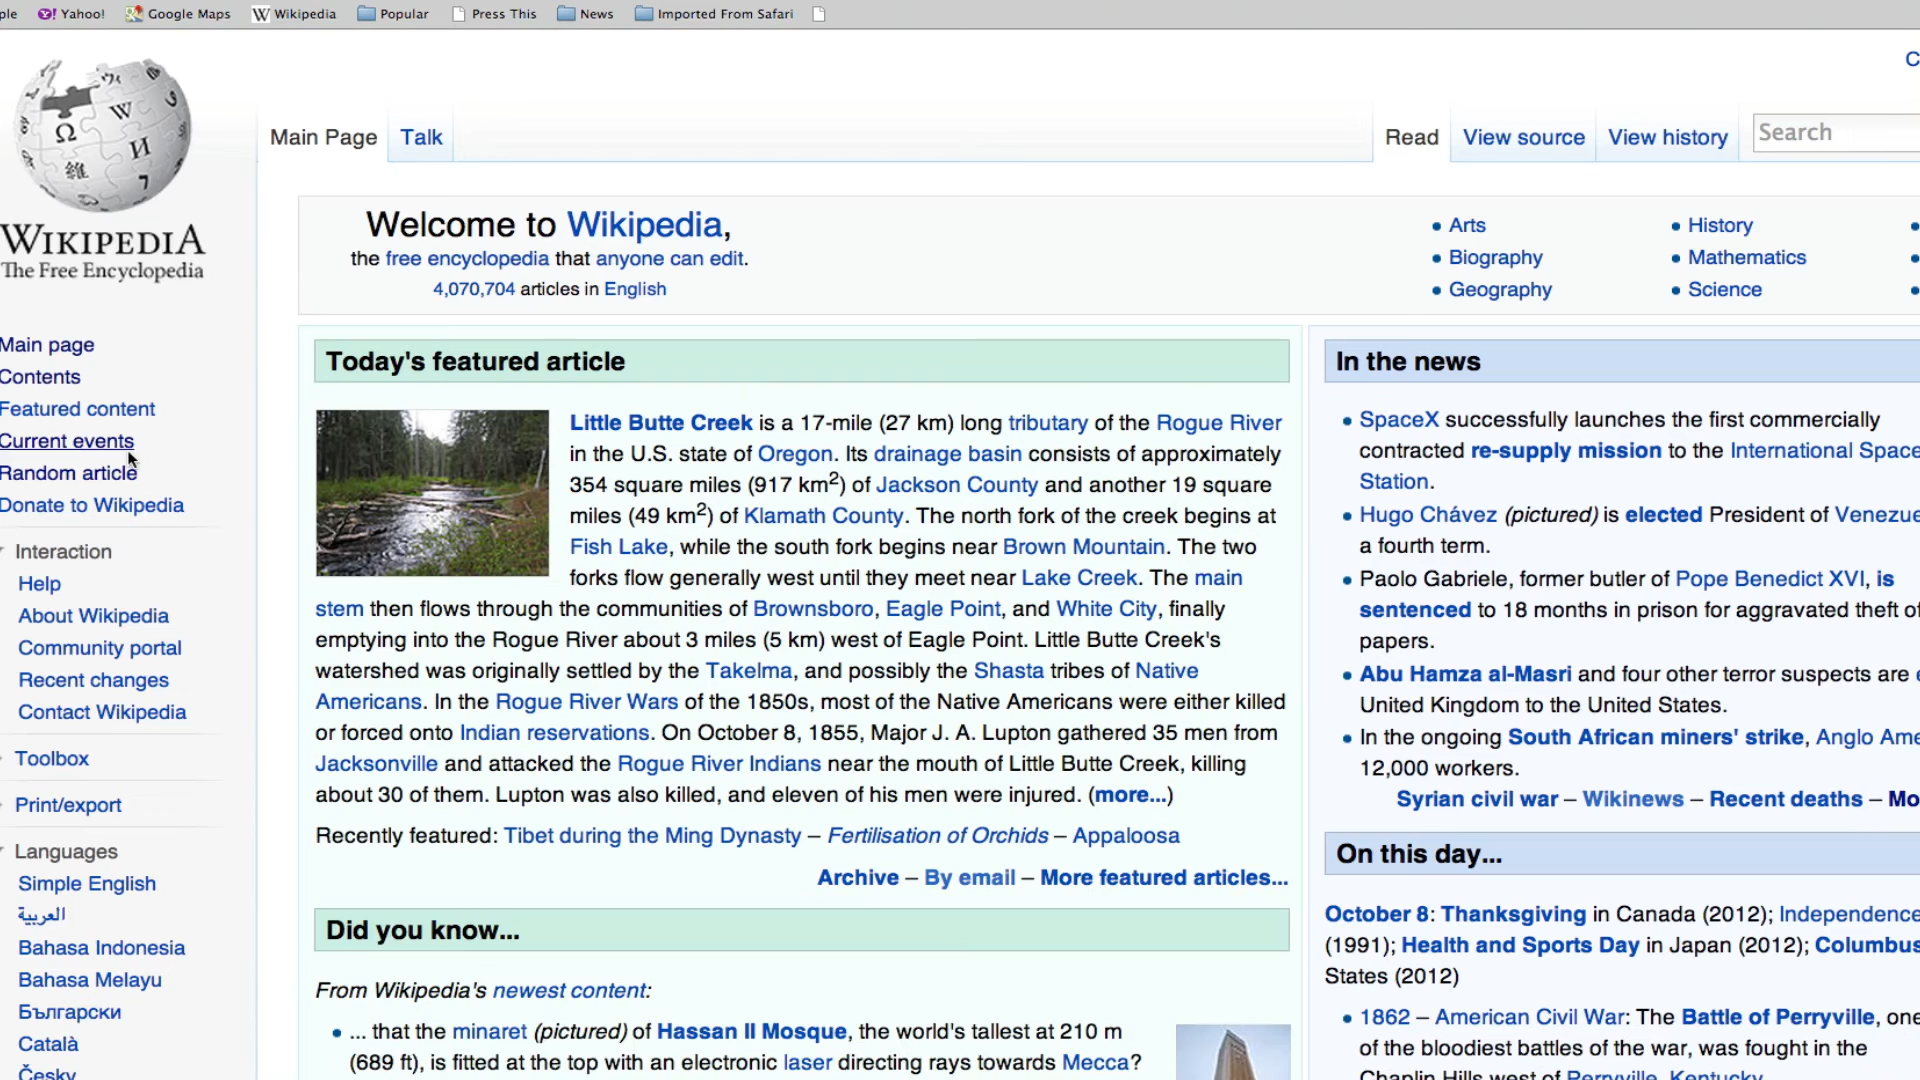 ple Yahoo! Google Maps Wikipedia Popular Press This News Imported From Safari
WIKIPEDIA
The Free Encyclopedia
Main page
Contents
Featured content
Current events
Random article
Donate to Wikipedia
Interaction
Help
About Wikipedia
Community portal
Recent changes
Contact Wikipedia
Toolbox
Print/export
Languages
Simple English
العربية
Bahasa Indonesia
Bahasa Melayu
Български
Català
Česky
Main Page Talk Read View source View history Search
Welcome to Wikipedia,
the free encyclopedia that anyone can edit.
4,070,704 articles in English
Arts
Biography
Geography
History
Mathematics
Science
Today's featured article
Little Butte Creek is a 17-mile (27 km) long tributary of the Rogue River
in the U.S. state of Oregon. Its drainage basin consists of approximately
354 square miles (917 km²) of Jackson County and another 19 square
miles (49 km²) of Klamath County. The north fork of the creek begins at
Fish Lake, while the south fork begins near Brown Mountain. The two
forks flow generally west until they meet near Lake Creek. The main
stem then flows through the communities of Brownsboro, Eagle Point, and White City, finally
emptying into the Rogue River about 3 miles (5 km) west of Eagle Point. Little Butte Creek's
watershed was originally settled by the Takelma, and possibly the Shasta tribes of Native
Americans. In the Rogue River Wars of the 1850s, most of the Native Americans were either killed
or forced onto Indian reservations. On October 8, 1855, Major J. A. Lupton gathered 35 men from
Jacksonville and attacked the Rogue River Indians near the mouth of Little Butte Creek, killing
about 30 of them. Lupton was also killed, and eleven of his men were injured. (more...)
Recently featured: Tibet during the Ming Dynasty – Fertilisation of Orchids – Appaloosa
Archive – By email – More featured articles...
Did you know...
From Wikipedia's newest content:
... that the minaret (pictured) of Hassan II Mosque, the world's tallest at 210 m
(689 ft), is fitted at the top with an electronic laser directing rays towards Mecca?
In the news
SpaceX successfully launches the first commercially
contracted re-supply mission to the International Space
Station.
Hugo Chávez (pictured) is elected President of Venezue
a fourth term.
Paolo Gabriele, former butler of Pope Benedict XVI, is
sentenced to 18 months in prison for aggravated theft of
papers.
Abu Hamza al-Masri and four other terror suspects are
United Kingdom to the United States.
In the ongoing South African miners' strike, Anglo Ame
12,000 workers.
Syrian civil war – Wikinews – Recent deaths – Mo
On this day...
October 8: Thanksgiving in Canada (2012); Independence
(1991); Health and Sports Day in Japan (2012); Columbus
States (2012)
1862 – American Civil War: The Battle of Perryville, one
of the bloodiest battles of the war, was fought in the
Chaplin Hills west of Perryville, Kentucky